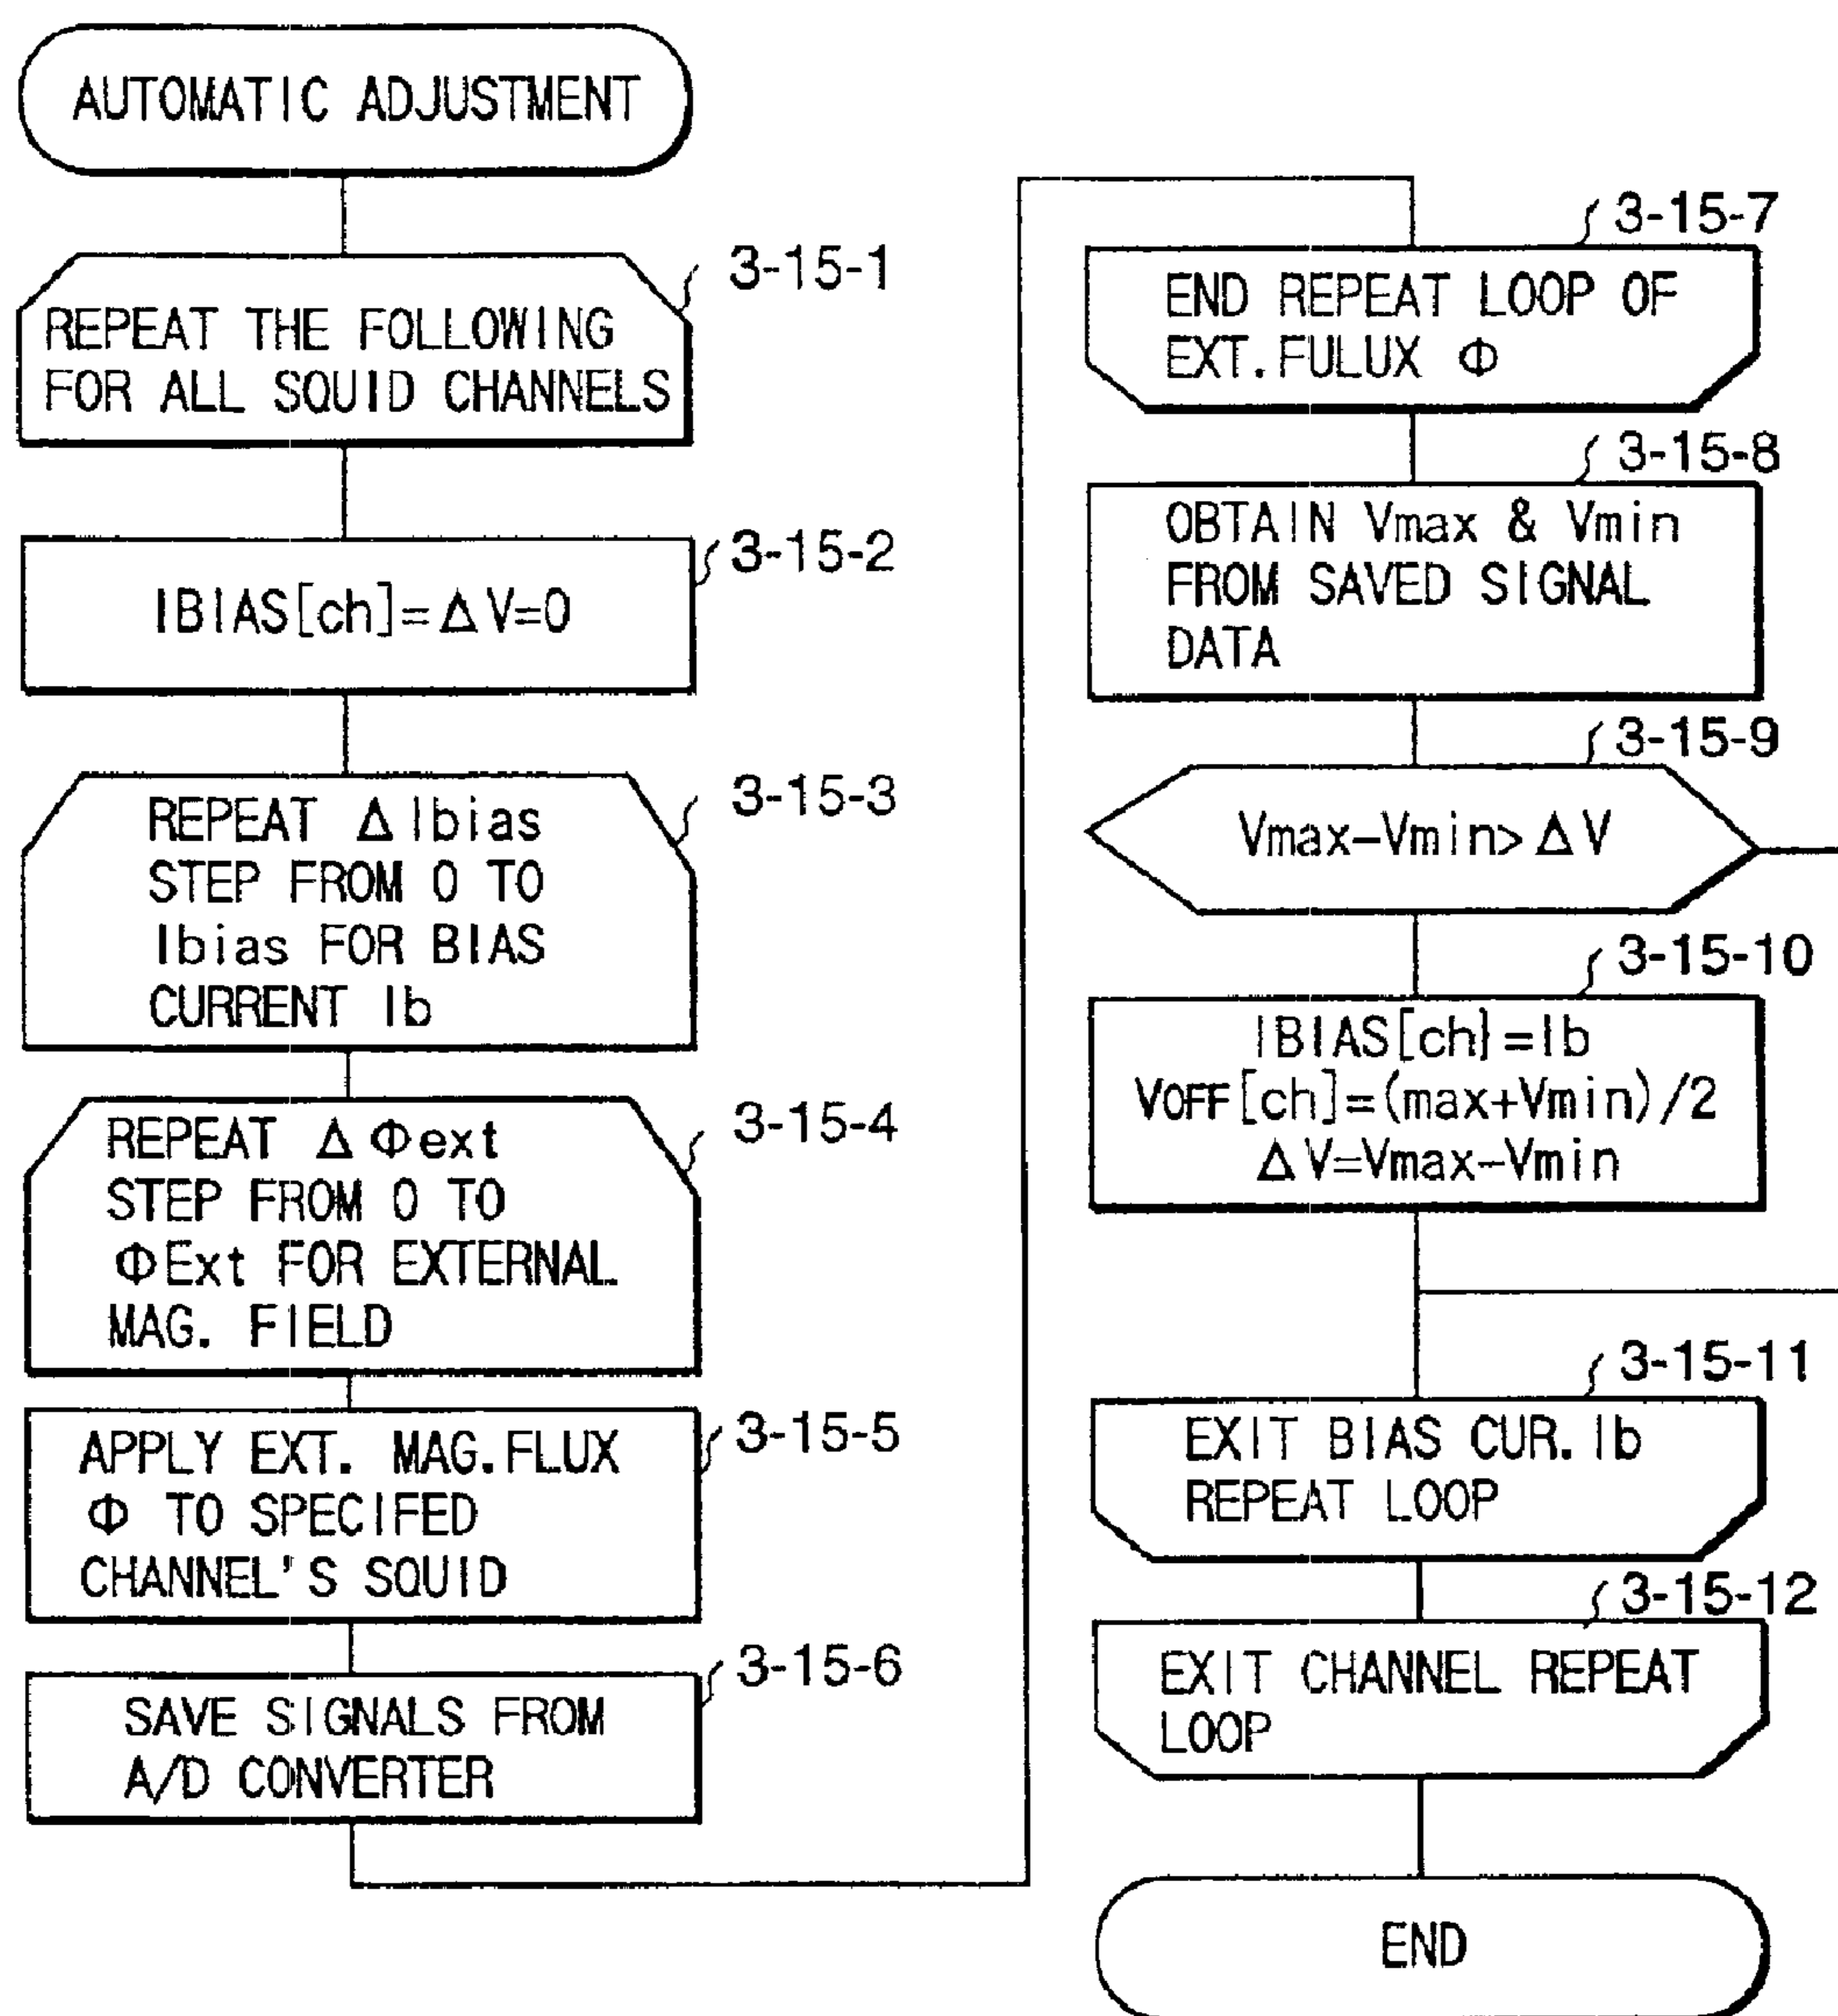 AUTOMATIC ADJUSTMENT
3-15-1
REPEAT THE FOLLOWING
FOR ALL SQUID CHANNELS
3-15-2
IBIAS[ch]=ΔV=0
3-15-3
REPEAT ΔIbias
STEP FROM 0 TO
Ibias FOR BIAS
CURRENT Ib
3-15-4
REPEAT ΔΦext
STEP FROM 0 TO
ΦExt FOR EXTERNAL
MAG. FIELD
3-15-5
APPLY EXT. MAG.FLUX
Φ TO SPECIFED
CHANNEL'S SQUID
3-15-6
SAVE SIGNALS FROM
A/D CONVERTER
3-15-7
END REPEAT LOOP OF
EXT.FULUX Φ
3-15-8
OBTAIN Vmax & Vmin
FROM SAVED SIGNAL
DATA
3-15-9
Vmax-Vmin>ΔV
3-15-10
IBIAS[ch}=Ib
VOFF[ch]=(max+Vmin)/2
ΔV=Vmax-Vmin
3-15-11
EXIT BIAS CUR.Ib
REPEAT LOOP
3-15-12
EXIT CHANNEL REPEAT
LOOP
END